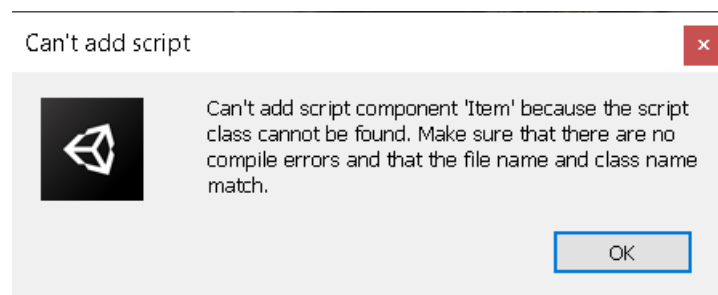 Can't add script
Can't add script component 'Item' because the script
class cannot be found. Make sure that there are no
compile errors and that the file name and class name
match.
OK